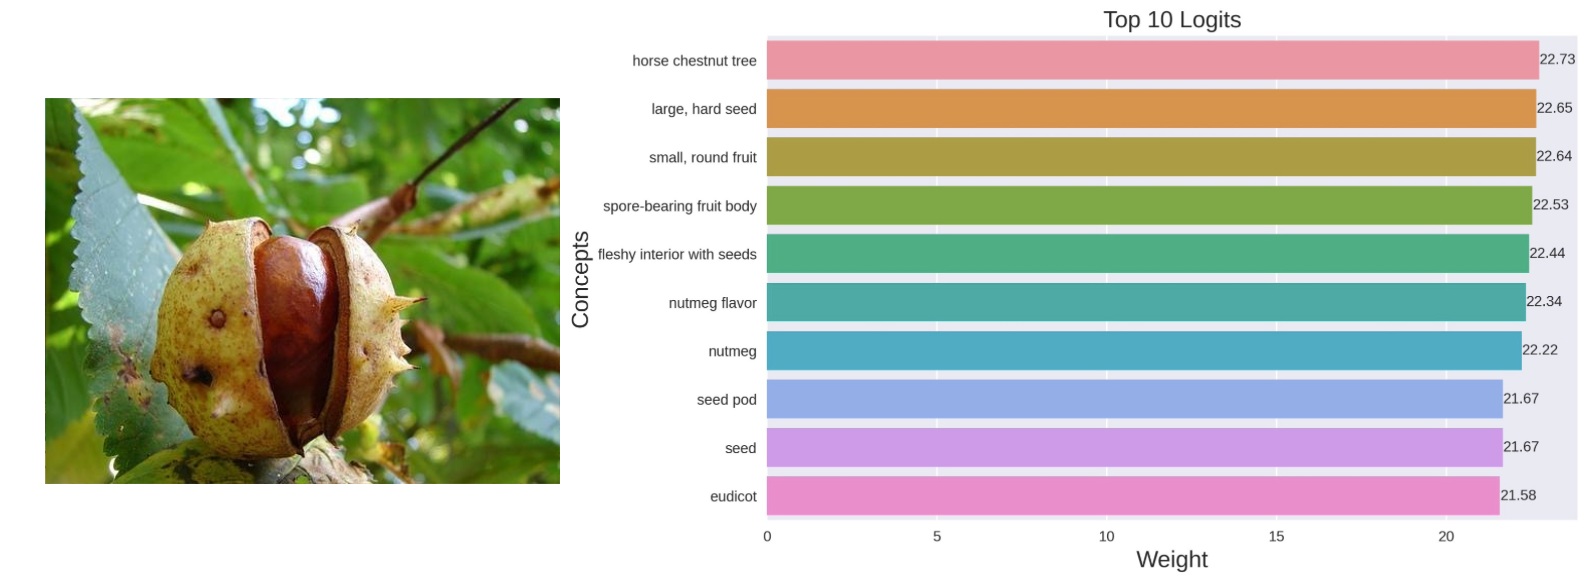 Top 10 Logits
Concepts
horse chestnut tree 22.73
large, hard seed 22.65
small, round fruit 22.64
spore-bearing fruit body 22.53
fleshy interior with seeds 22.44
nutmeg flavor 22.34
nutmeg 22.22
seed pod 21.67
seed 21.67
eudicot 21.58
0 5 10 15 20
Weight